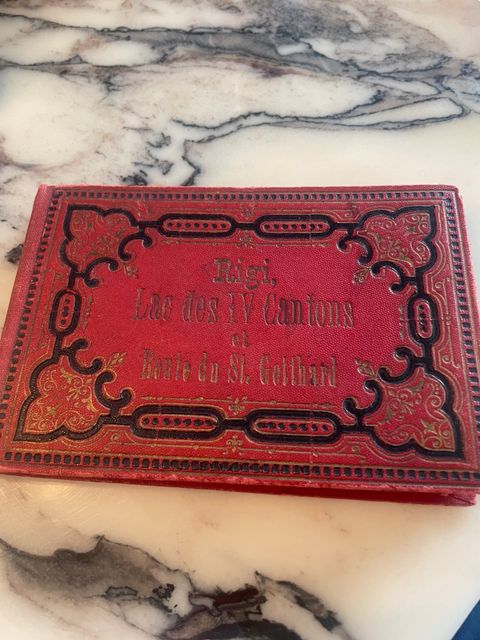 Rigi,
Lac des IV Cantons
et
Route du St. Gotthard